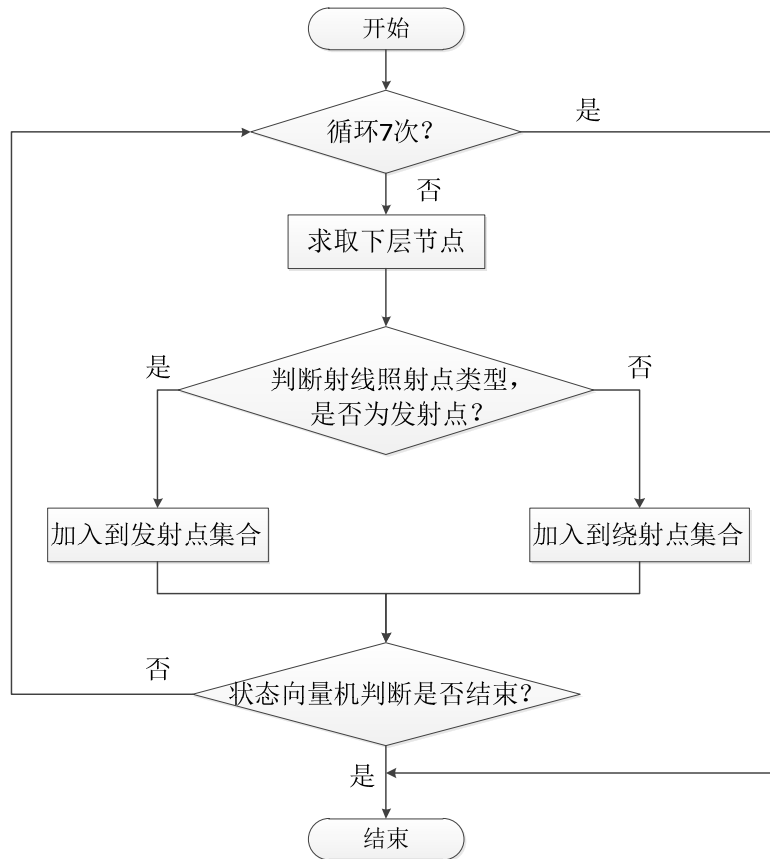 开始
循环7次？
是
否
求取下层节点
是
判断射线照射点类型，
是否为发射点？
否
加入到发射点集合
加入到绕射点集合
否
状态向量机判断是否结束？
是
结束